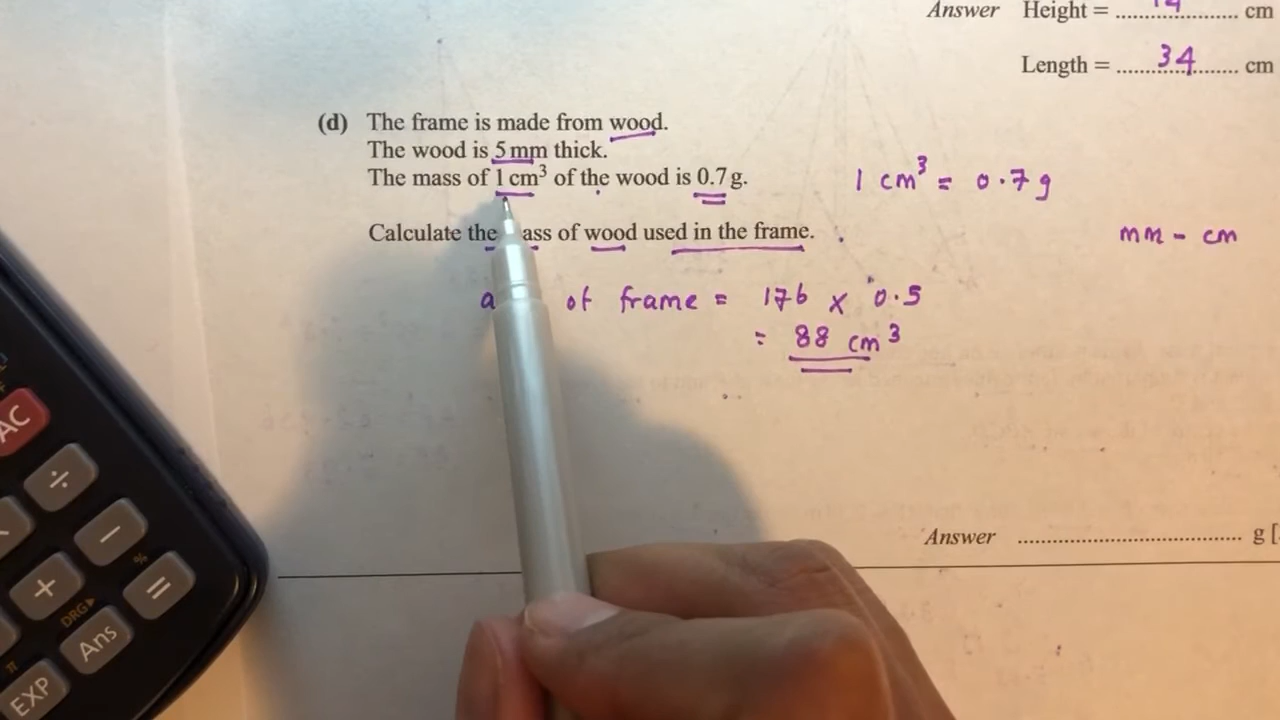 Answer Height = ........................ cm
Length = ..........34........ cm
(d) The frame is made from wood.
The wood is 5 mm thick.
The mass of 1 cm³ of the wood is 0.7 g.
1 cm³ = 0.7 g
Calculate the of wood used in the frame.
mm - cm
of frame = 176 x 0.5
= 88 cm³
Answer ........................................ g [
AC
÷
−
%
+
=
DRG▶
Ans
π
EXP